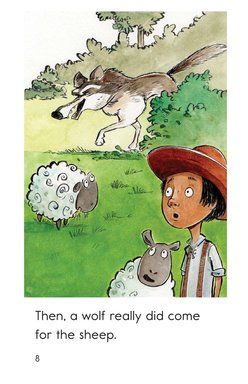 Then, a wolf really did come
for the sheep.
8